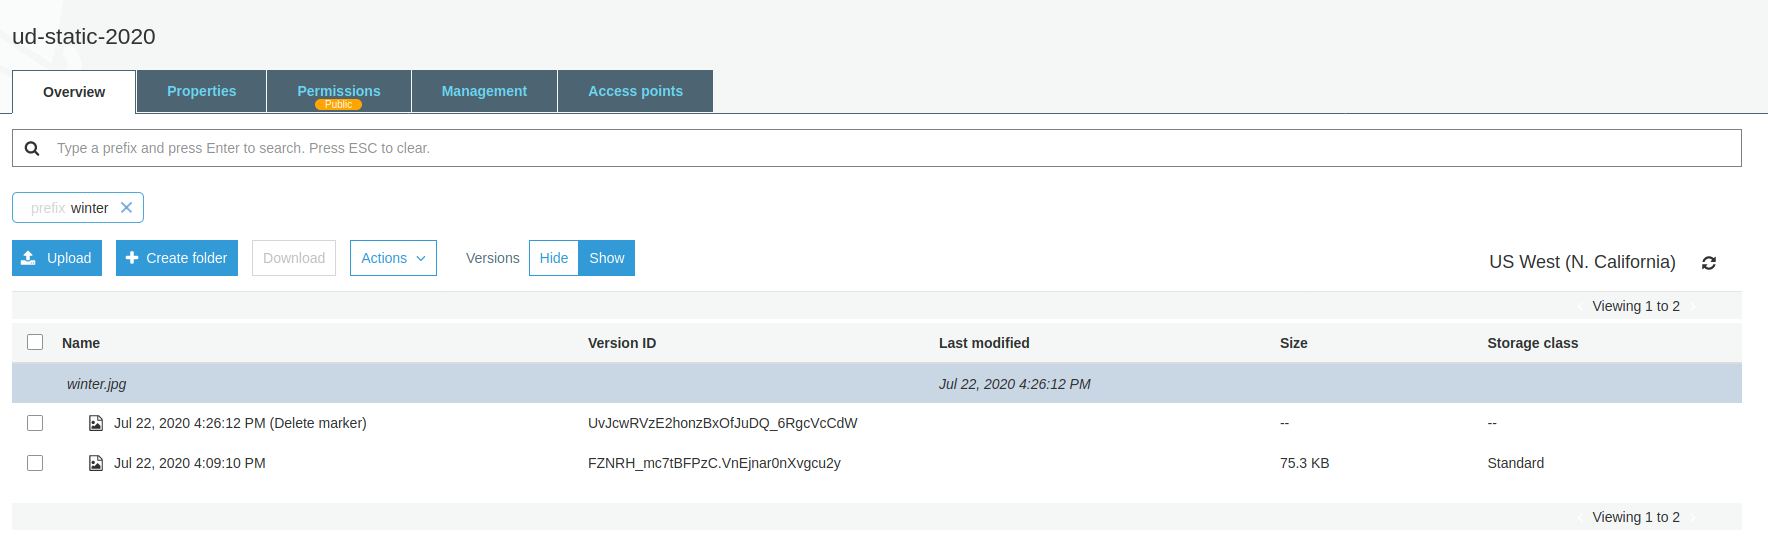 ud-static-2020
Overview Properties Permissions Management Access points
Public
Type a prefix and press Enter to search. Press ESC to clear.
prefix winter
Upload Create folder Download Actions Versions Hide Show
US West (N. California)
Viewing 1 to 2
Name Version ID Last modified Size Storage class
winter.jpg Jul 22, 2020 4:26:12 PM
Jul 22, 2020 4:26:12 PM (Delete marker) UvJcwRVzE2honzBxOfJuDQ_6RgcVcCdW -- --
Jul 22, 2020 4:09:10 PM FZNRH_mc7tBFPzC.VnEjnar0nXvgcu2y 75.3 KB Standard
Viewing 1 to 2